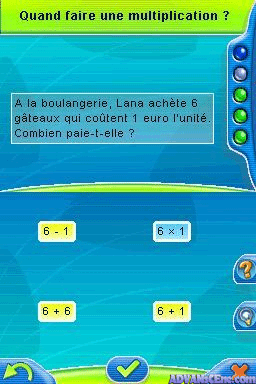 Quand faire une multiplication ?
A la boulangerie, Lana achète 6
gâteaux qui coûtent 1 euro l'unité.
Combien paie-t-elle ?
6 - 1
6 × 1
6 + 6
6 + 1
?
ADVANSCENE.com